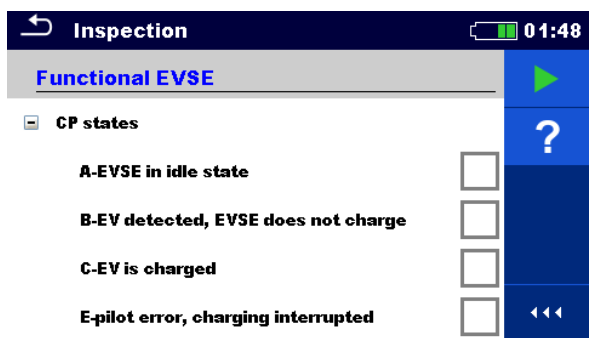 Inspection 01:48
Functional EVSE
?
CP states
A-EVSE in idle state
B-EV detected, EVSE does not charge
C-EV is charged
E-pilot error, charging interrupted